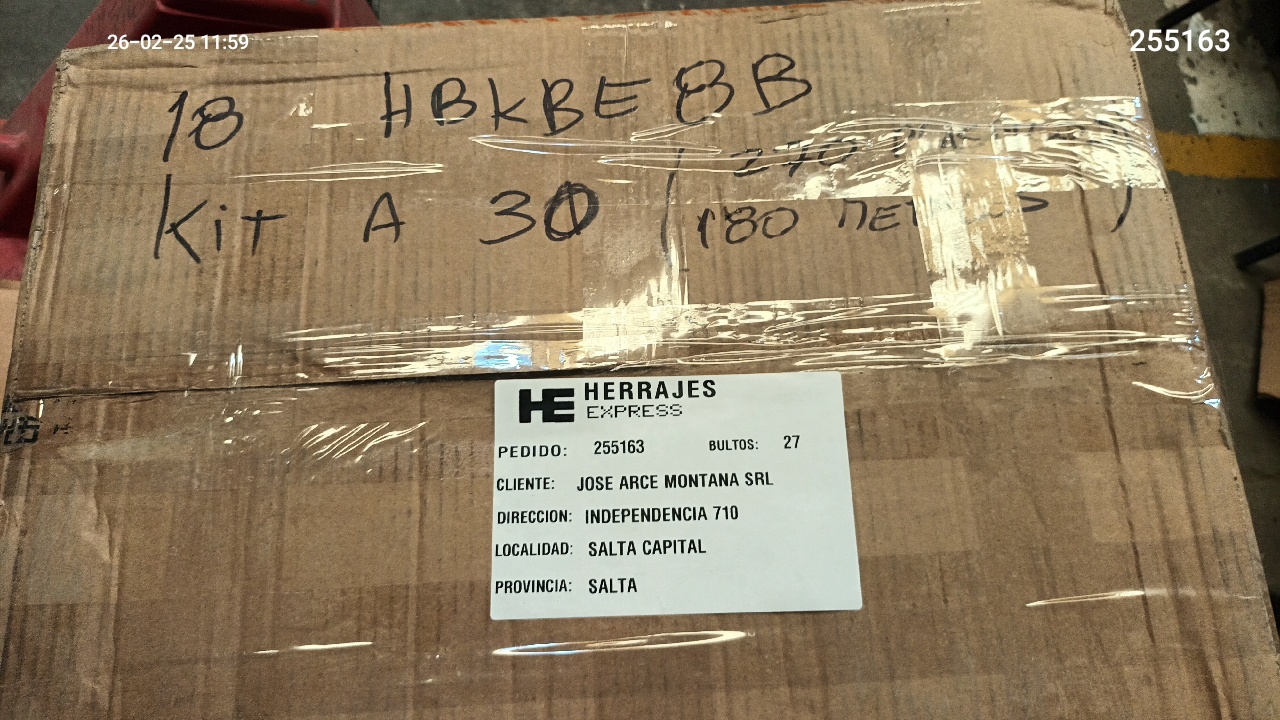 26-02-25 11:59
255163
18 HBKBE8B
Kit A 30 (270
(180
HE HERRAJES
EXPRESS
PEDIDO: 255163 BULTOS: 27
CLIENTE: JOSE ARCE MONTANA SRL
DIRECCION: INDEPENDENCIA 710
LOCALIDAD: SALTA CAPITAL
PROVINCIA: SALTA